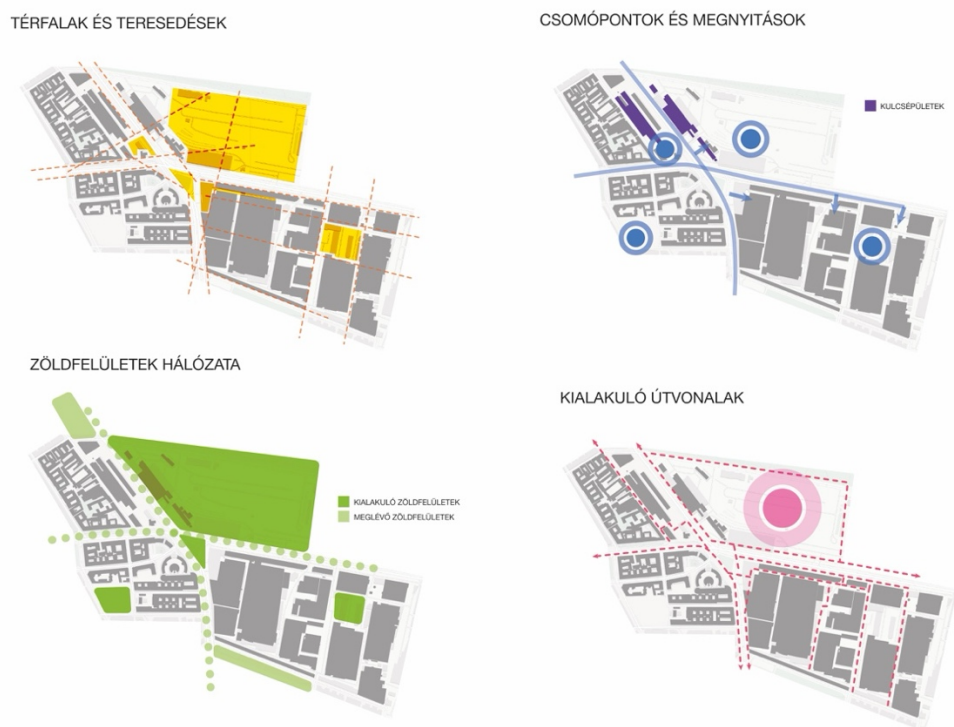 TÉRFALAK ÉS TERESEDÉSEK
CSOMÓPONTOK ÉS MEGNYITÁSOK
KULCSÉPÜLETEK
ZÖLDFELÜLETEK HÁLÓZATA
KIALAKULÓ ZÖLDFELÜLETEK
MEGLÉVŐ ZÖLDFELÜLETEK
KIALAKULÓ ÚTVONALAK